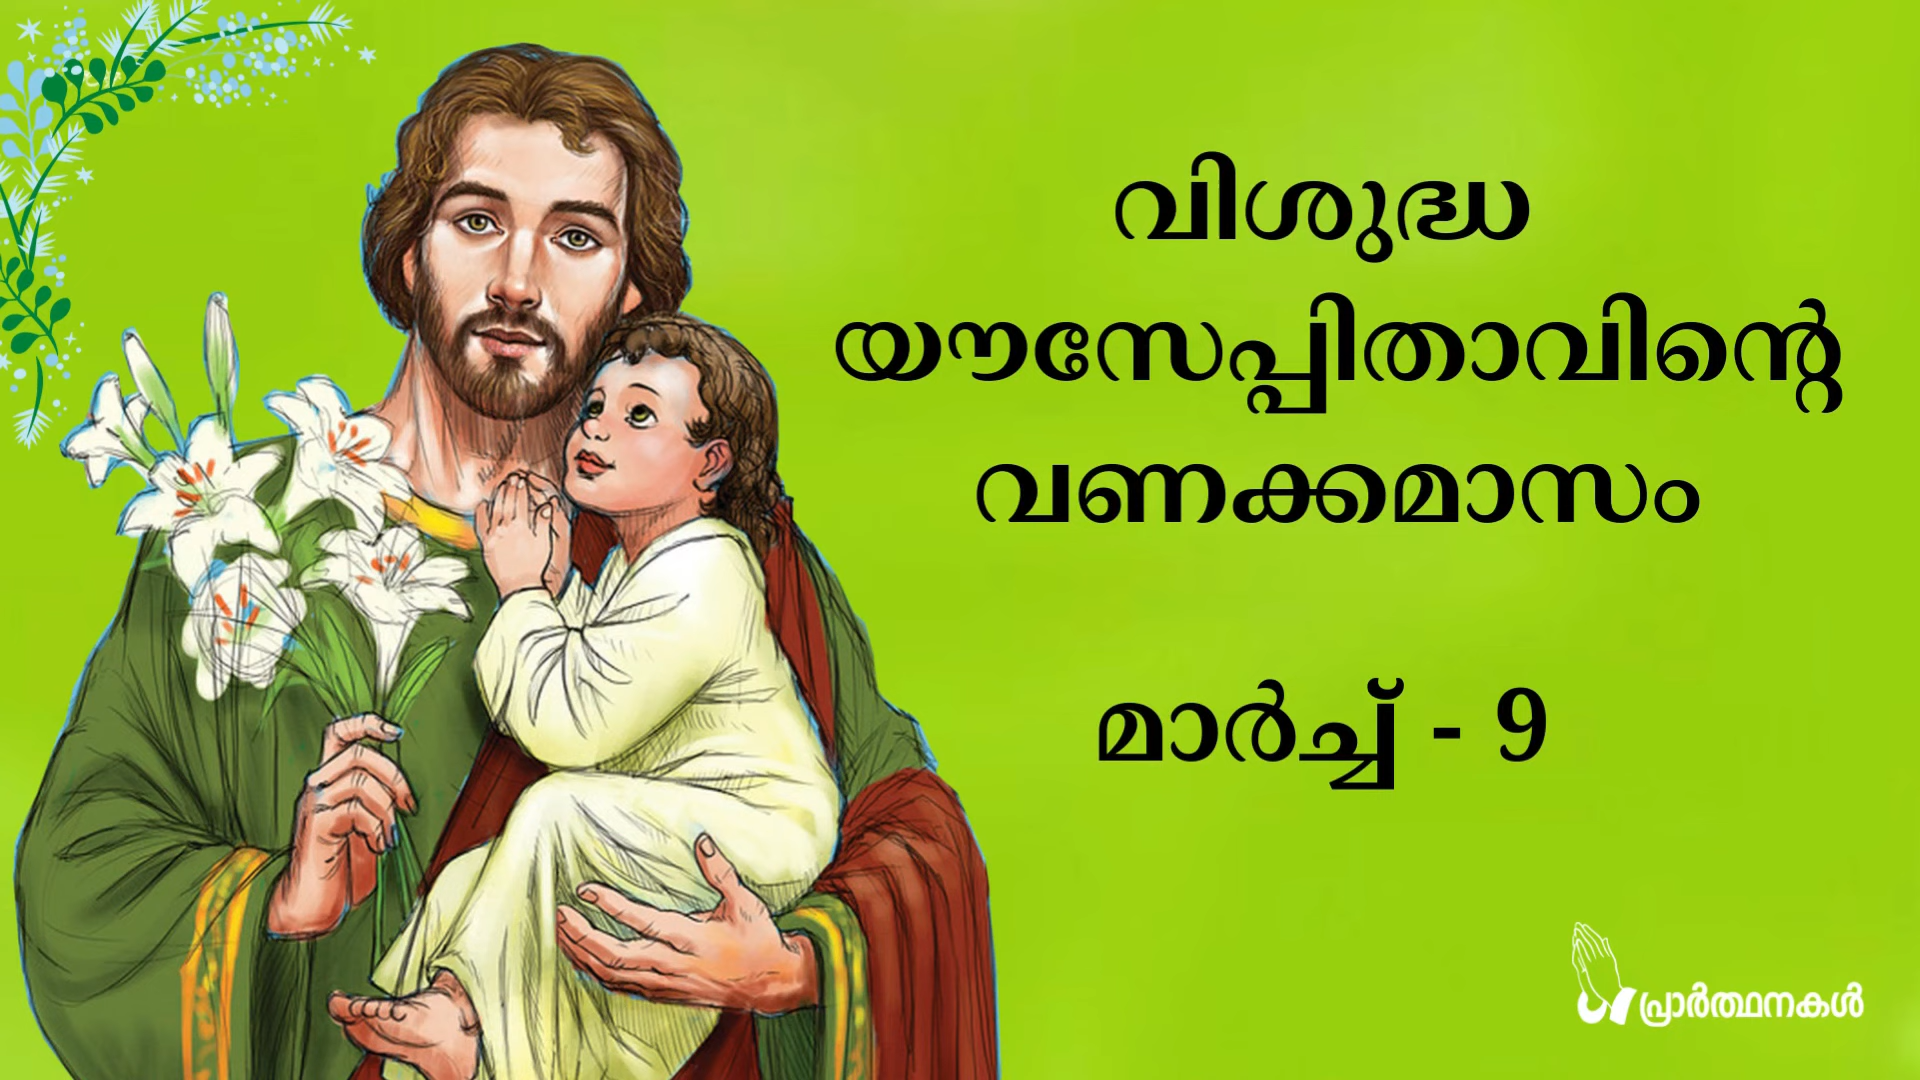 വിശുദ്ധ
യൗസേപ്പിതാവിന്റെ
വണക്കമാസം
മാർച്ച് - 9
പ്രാർത്ഥനകൾ